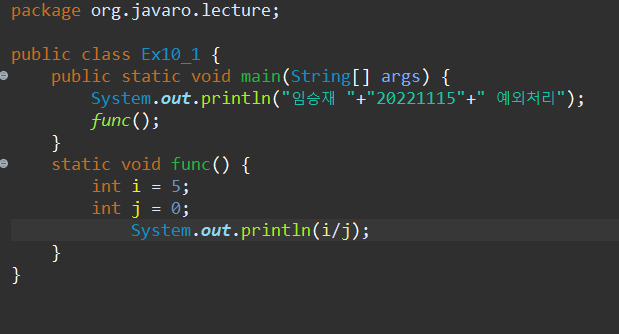 package org.javaro.lecture;
public class Ex10_1 {
public static void main(String[] args) {
System.out.println("임승재 "+"20221115"+" 예외처리");
func();
}
static void func() {
int i = 5;
int j = 0;
System.out.println(i/j);
}
}